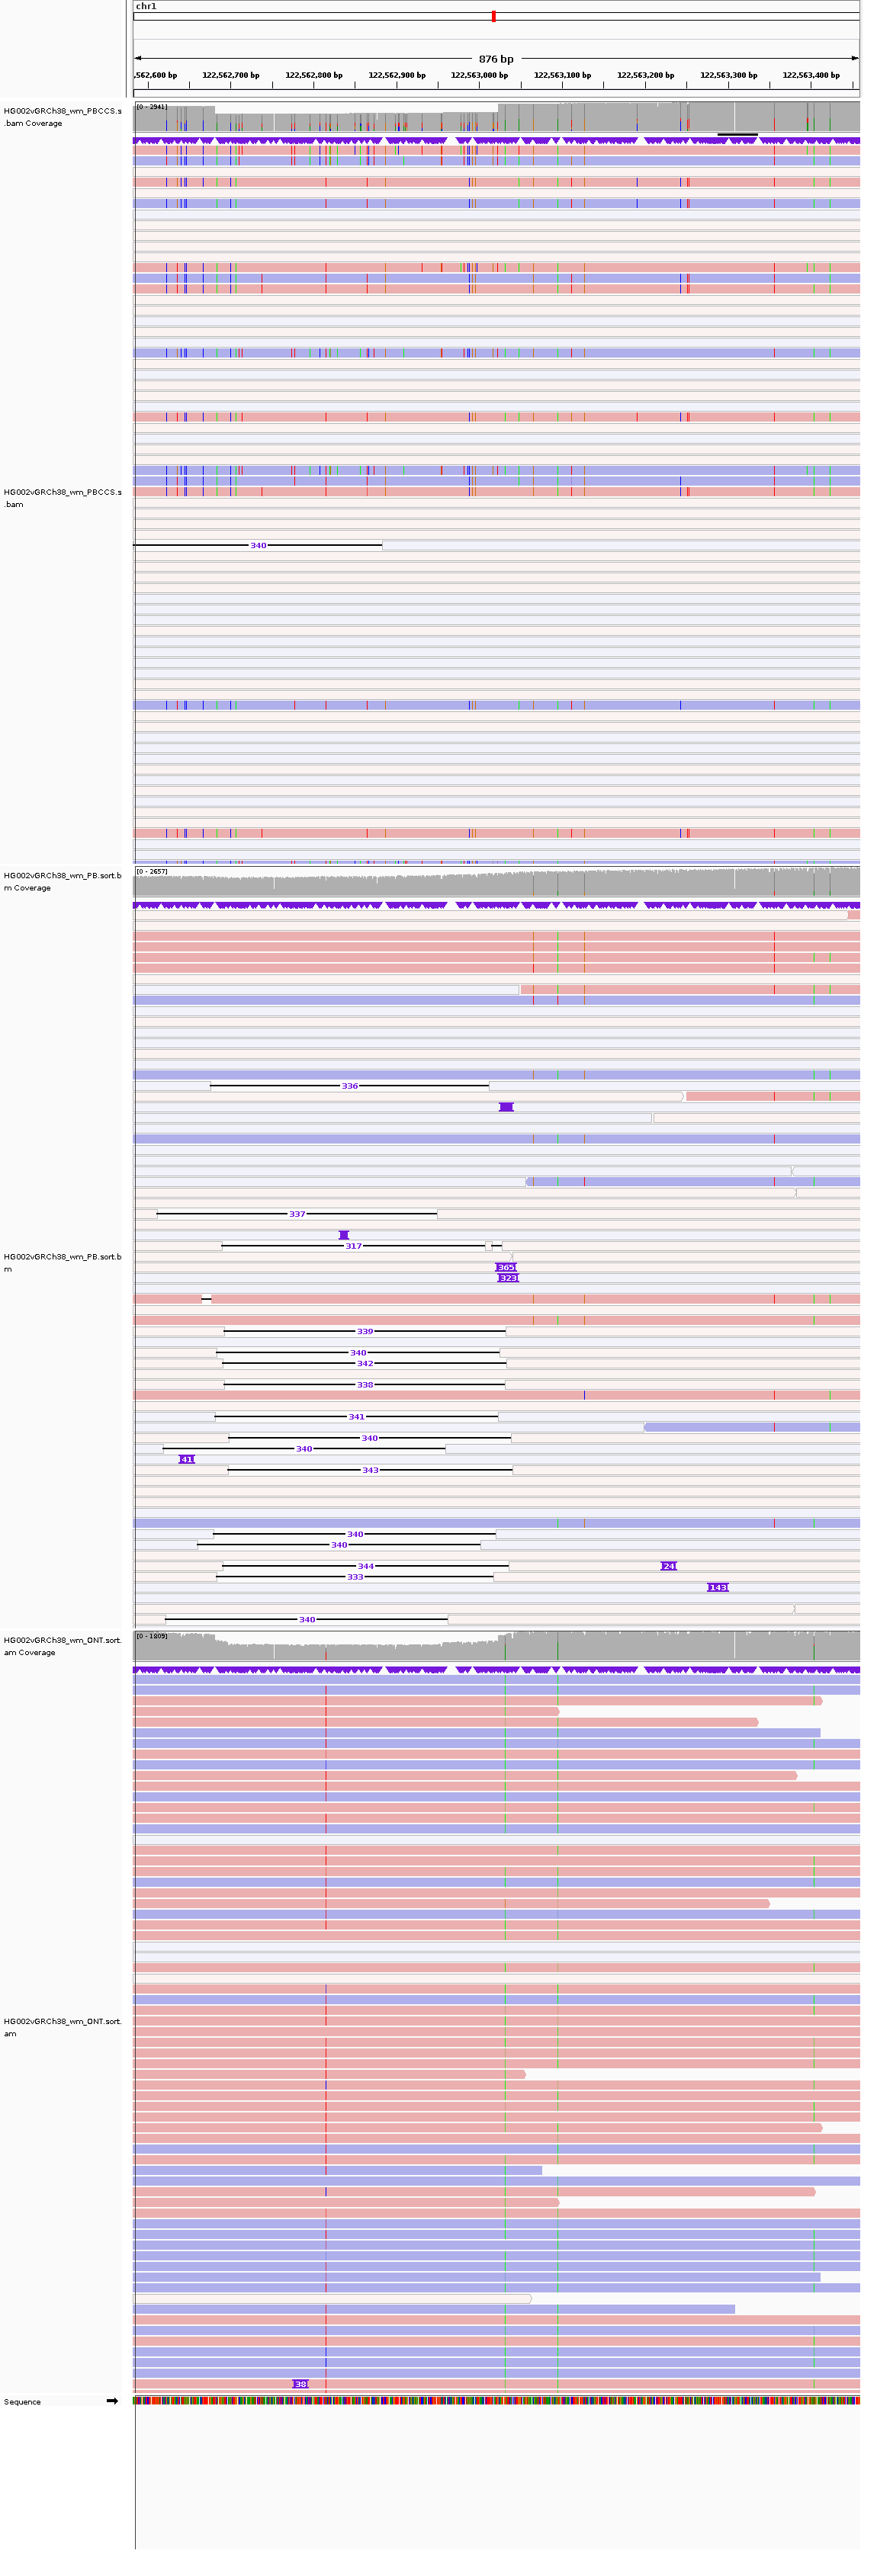 chr1
876 bp
,562,600 bp 122,562,700 bp 122,562,800 bp 122,562,900 bp 122,563,000 bp 122,563,100 bp 122,563,200 bp 122,563,300 bp 122,563,400 bp
HG002vGRCh38_wm_PBCCS.s
.bam Coverage
[0 - 2941]
HG002vGRCh38_wm_PBCCS.s
.bam
340
HG002vGRCh38_wm_PB.sort.b
m Coverage
[0 - 2657]
336
337
317
HG002vGRCh38_wm_PB.sort.b
m
365
323
339
340
342
338
341
340
340
41
343
340
340
344 24
333
143
340
HG002vGRCh38_wm_ONT.sort.
am Coverage
[0 - 1809]
HG002vGRCh38_wm_ONT.sort.
am
38
Sequence